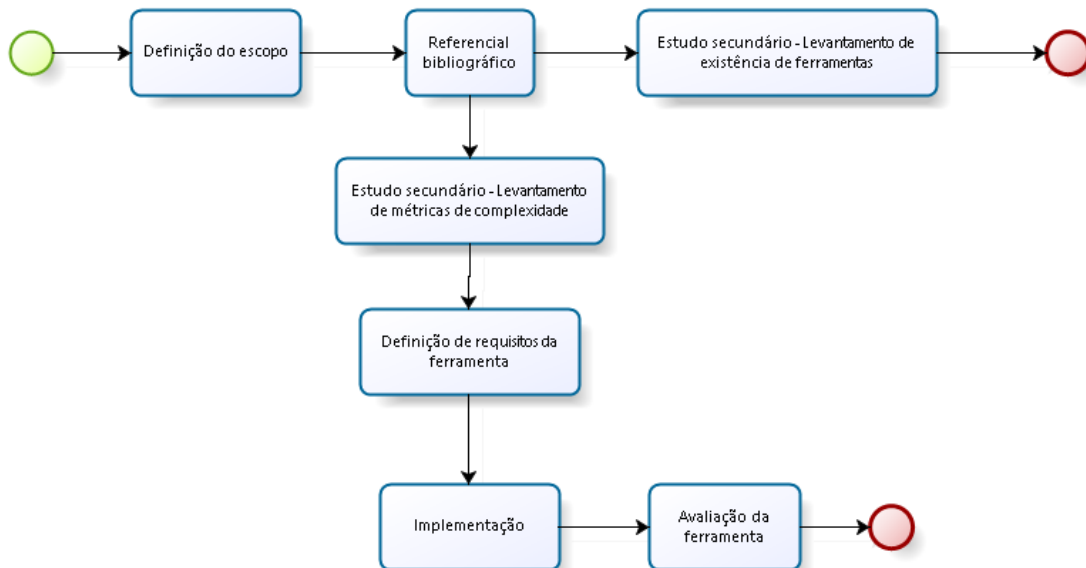 Definição do escopo
Referencial
bibliográfico
Estudo secundário - Levantamento de
existência de ferramentas
Estudo secundário - Levantamento
de métricas de complexidade
Definição de requisitos da
ferramenta
Implementação
Avaliação da
ferramenta